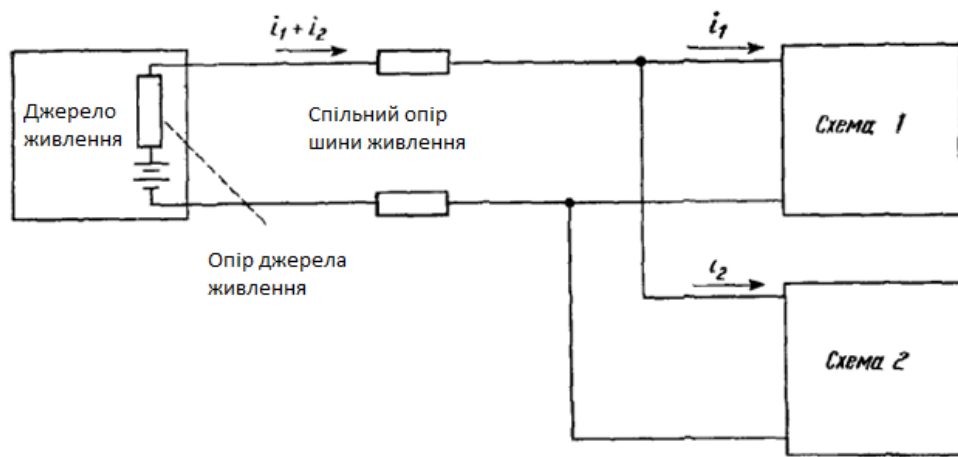 i₁ + i₂
i₁
Джерело
живлення
Спільний опір
шини живлення
Схема 1
Опір джерела
живлення
i₂
Схема 2